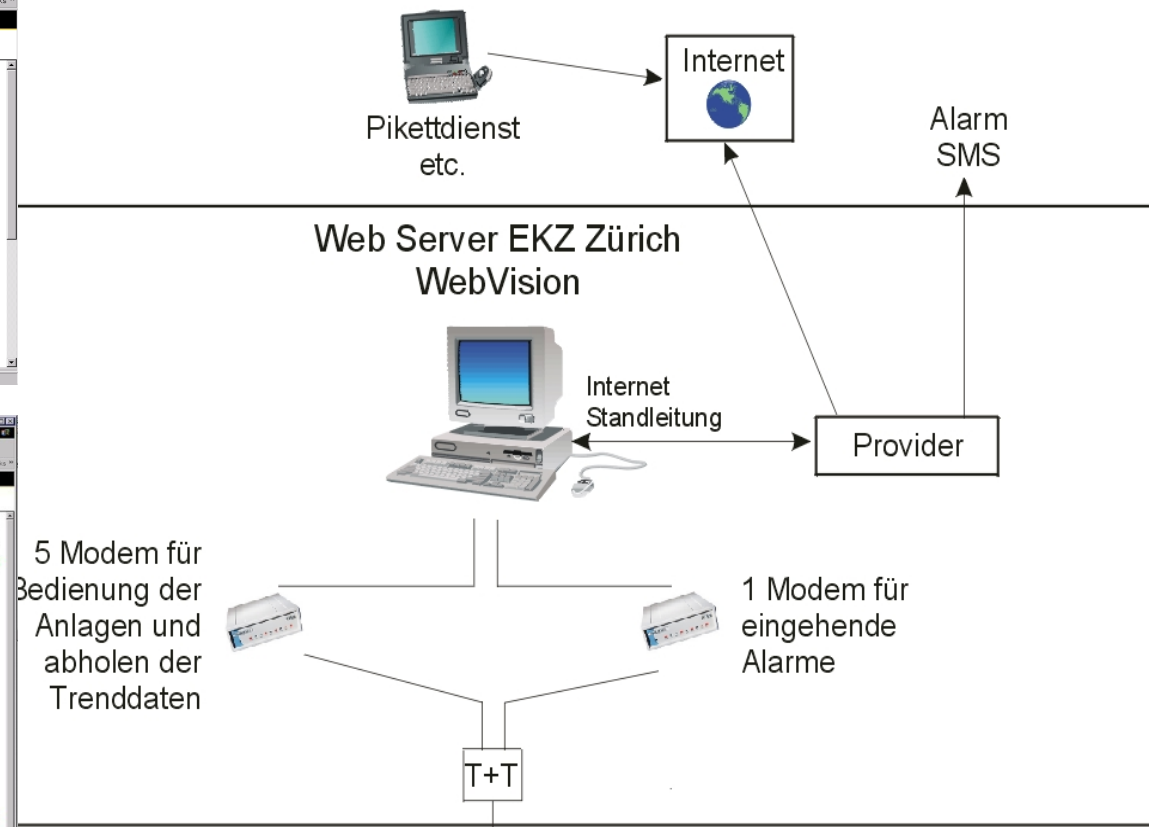 Internet
Pikettdienst
etc.
Alarm
SMS
Web Server EKZ Zürich
WebVision
Internet
Standleitung
Provider
5 Modem für
Bedienung der
Anlagen und
abholen der
Trenddaten
1 Modem für
eingehende
Alarme
T+T